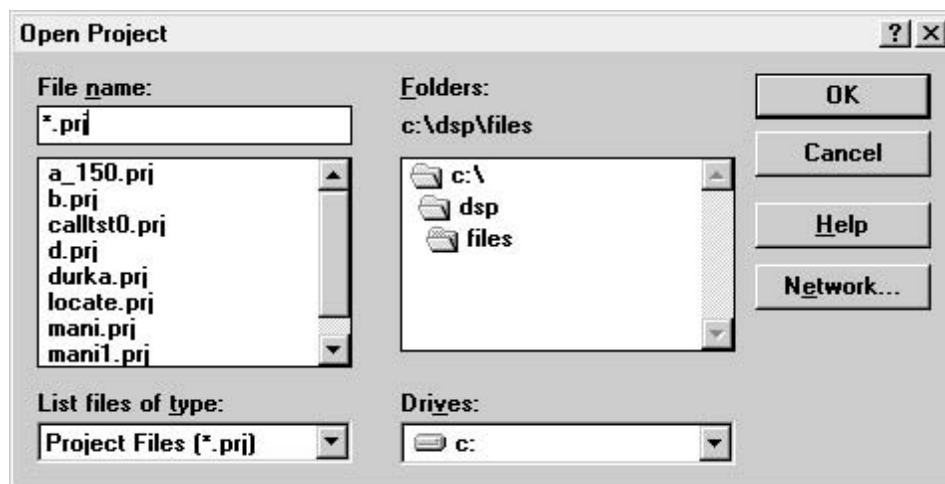 Open Project
File name:
*.prj
a_150.prj
b.prj
calltst0.prj
d.prj
durka.prj
locate.prj
mani.prj
mani1.prj
List files of type:
Project Files (*.prj)
Folders:
c:\dsp\files
c:\
dsp
files
Drives:
c:
OK
Cancel
Help
Network...